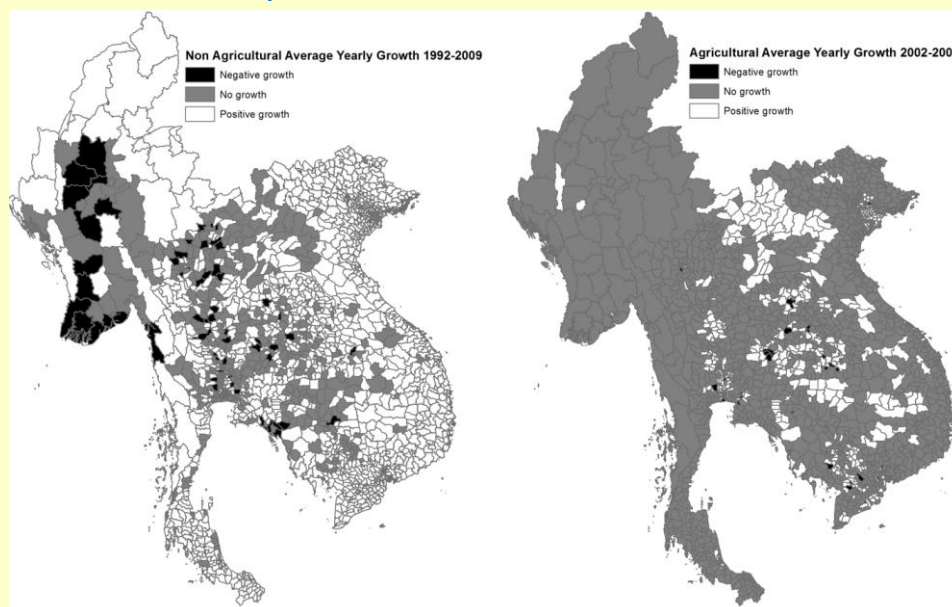 Non Agricultural Average Yearly Growth 1992-2009
Negative growth
No growth
Positive growth
Agricultural Average Yearly Growth 2002-200
Negative growth
No growth
Positive growth